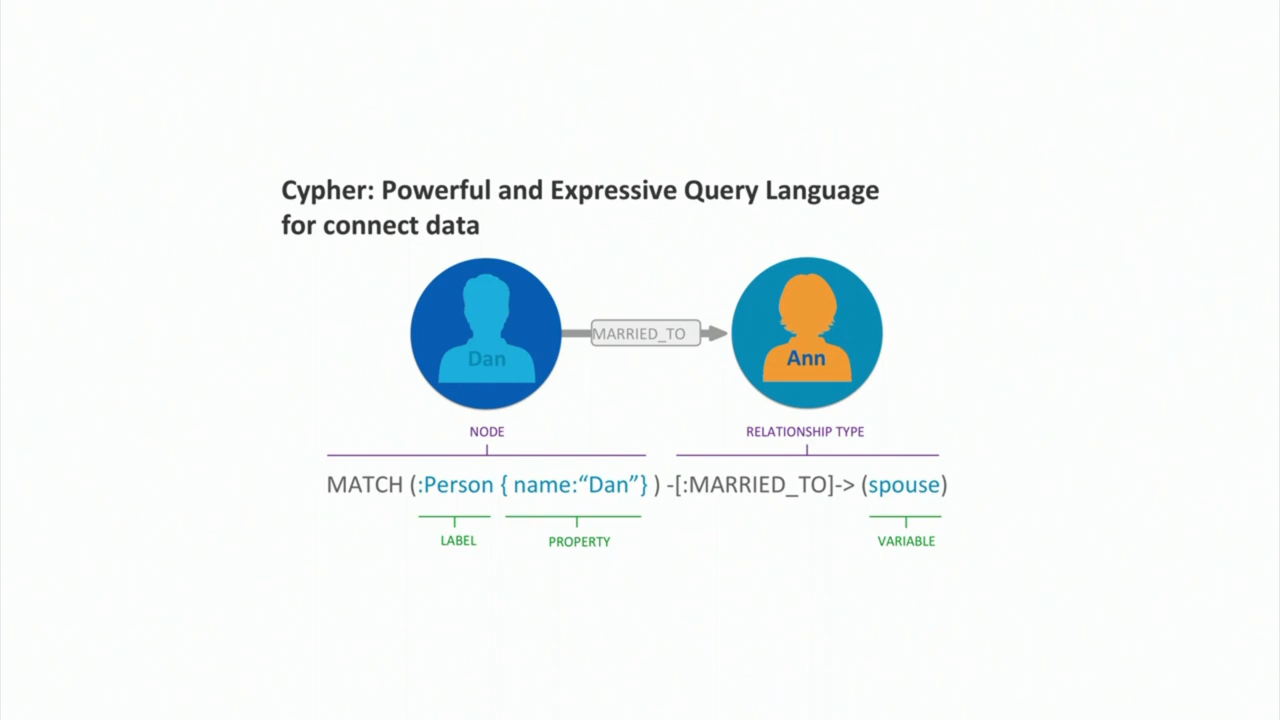 Cypher: Powerful and Expressive Query Language
for connect data
Dan
MARRIED_TO
Ann
NODE
RELATIONSHIP TYPE
MATCH (:Person { name:“Dan”} ) -[:MARRIED_TO]-> (spouse)
LABEL
PROPERTY
VARIABLE